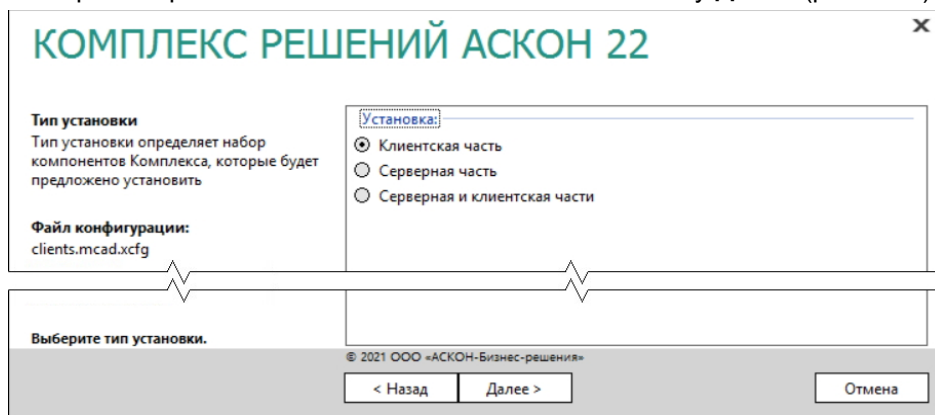 КОМПЛЕКС РЕШЕНИЙ АСКОН 22
Тип установки
Тип установки определяет набор
компонентов Комплекса, которые будет
предложено установить
Файл конфигурации:
clients.mcad.xcfg
Выберите тип установки.
Установка:
Клиентская часть
Серверная часть
Серверная и клиентская части
© 2021 ООО «АСКОН-Бизнес-решения»
< Назад
Далее >
Отмена